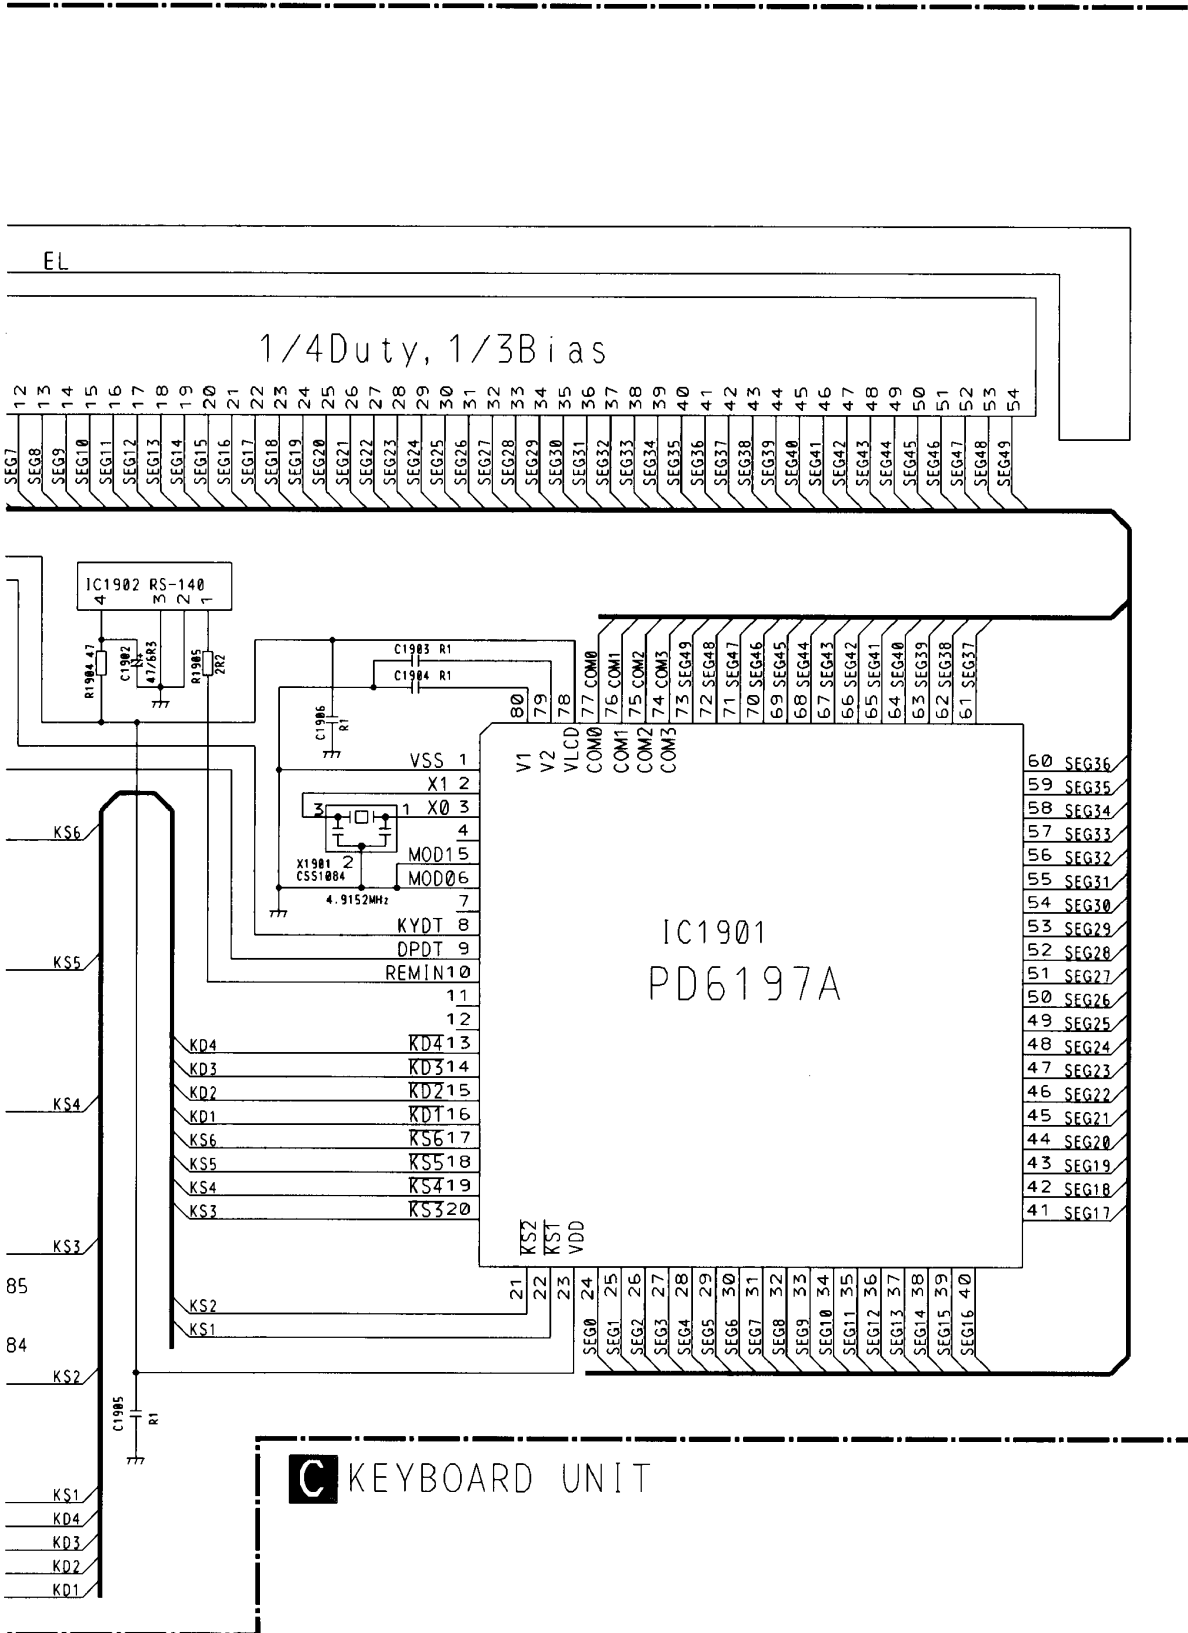 EL
1/4Duty, 1/3Bias
12 13 14 15 16 17 18 19 20 21 22 23 24 25 26 27 28 29 30 31 32 33 34 35 36 37 38 39 40 41 42 43 44 45 46 47 48 49 50 51 52 53 54
SEG7 SEG8 SEG9 SEG10 SEG11 SEG12 SEG13 SEG14 SEG15 SEG16 SEG17 SEG18 SEG19 SEG20 SEG21 SEG22 SEG23 SEG24 SEG25 SEG26 SEG27 SEG28 SEG29 SEG30 SEG31 SEG32 SEG33 SEG34 SEG35 SEG36 SEG37 SEG38 SEG39 SEG40 SEG41 SEG42 SEG43 SEG44 SEG45 SEG46 SEG47 SEG48 SEG49
IC1902 RS-140
4 3 2 1
R1904 47
C1902
47/6R3
R1905
2R2
C1903 R1
C1904 R1
C1906
R1
COM0 COM1 COM2 COM3 SEG49 SEG48 SEG47 SEG46 SEG45 SEG44 SEG43 SEG42 SEG41 SEG40 SEG39 SEG38 SEG37
80 79 78 77 76 75 74 73 72 71 70 69 68 67 66 65 64 63 62 61
V1 V2 VLCD COM0 COM1 COM2 COM3
VSS 1
X1 2
X0 3
4
MOD1 5
MOD0 6
7
KYDT 8
DPDT 9
REMIN 10
11
12
KD4 KD4 13
KD3 KD3 14
KD2 KD2 15
KD1 KD1 16
KS6 KS6 17
KS5 KS5 18
KS4 KS4 19
KS3 KS3 20
3 1
2
X1901
CSS1084
4.9152MHz
IC1901
PD6197A
60 SEG36
59 SEG35
58 SEG34
57 SEG33
56 SEG32
55 SEG31
54 SEG30
53 SEG29
52 SEG28
51 SEG27
50 SEG26
49 SEG25
48 SEG24
47 SEG23
46 SEG22
45 SEG21
44 SEG20
43 SEG19
42 SEG18
41 SEG17
KS2 KS1 VDD
21 22 23 24 25 26 27 28 29 30 31 32 33 34 35 36 37 38 39 40
SEG0 SEG1 SEG2 SEG3 SEG4 SEG5 SEG6 SEG7 SEG8 SEG9 SEG10 SEG11 SEG12 SEG13 SEG14 SEG15 SEG16
KS2
KS1
KS6
KS5
KS4
KS3
85
84
KS2
C1905
R1
KS1
KD4
KD3
KD2
KD1
C KEYBOARD UNIT